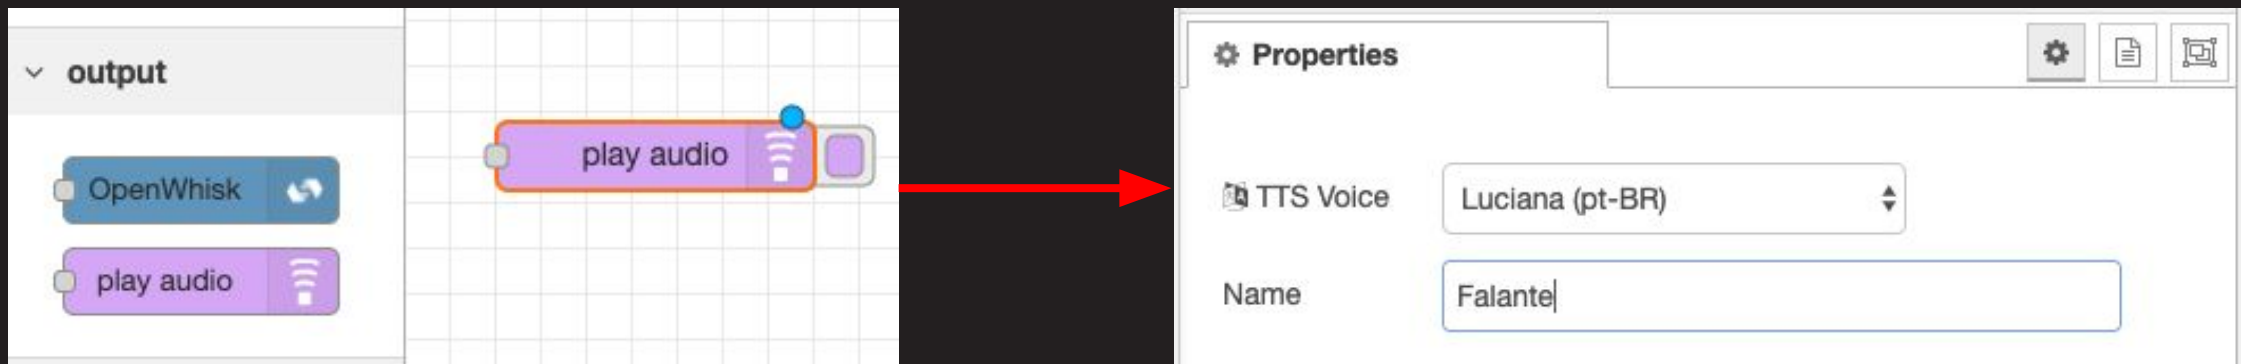 output
OpenWhisk
play audio
play audio
Properties
TTS Voice
Luciana (pt-BR)
Name
Falante